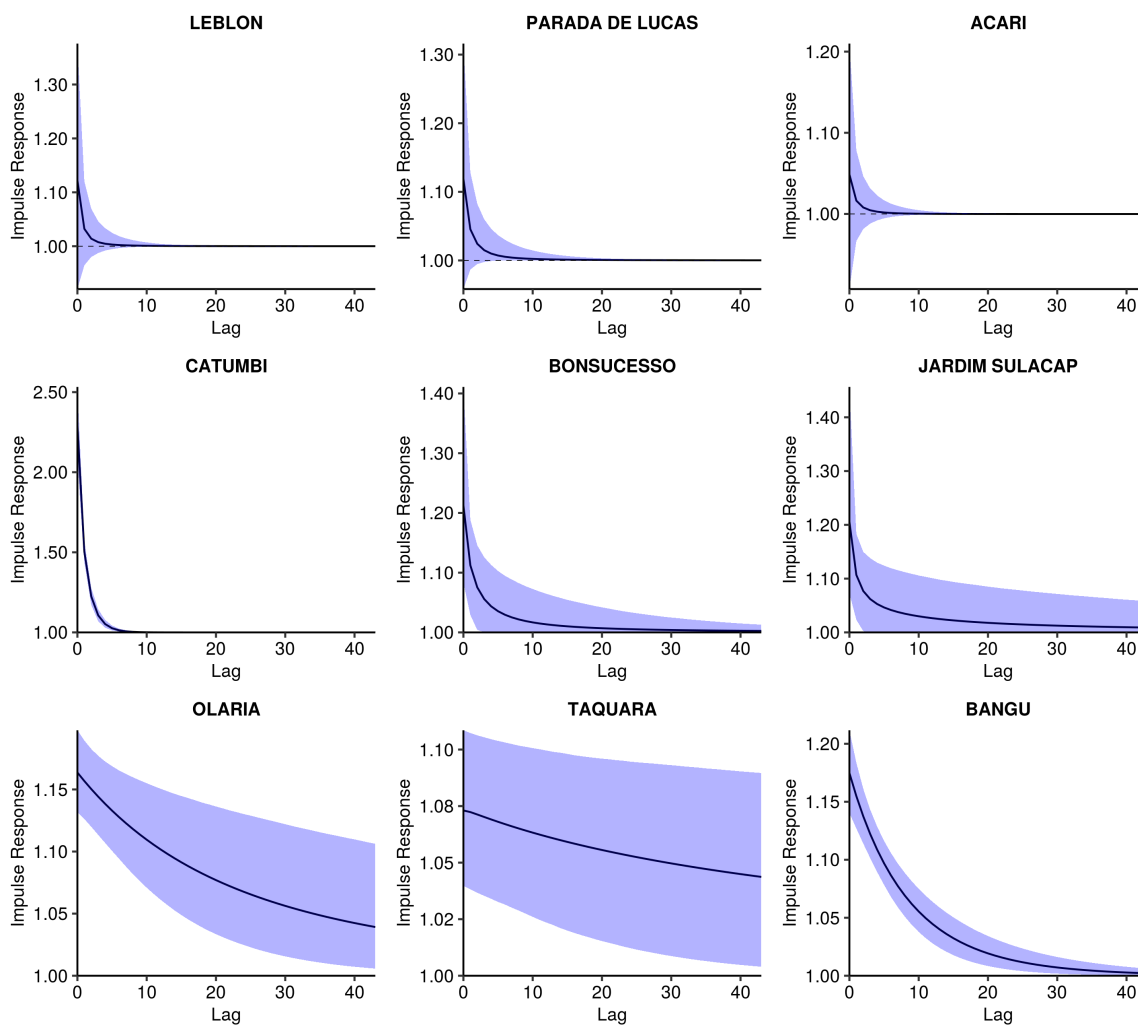 LEBLON
Impulse Response
1.30
1.20
1.10
1.00
0 10 20 30 40
Lag
PARADA DE LUCAS
Impulse Response
1.30
1.20
1.10
1.00
0 10 20 30 40
Lag
ACARI
Impulse Response
1.20
1.10
1.00
0 10 20 30 40
Lag
CATUMBI
Impulse Response
2.50
2.00
1.50
1.00
0 10 20 30 40
Lag
BONSUCESSO
Impulse Response
1.40
1.30
1.20
1.10
1.00
0 10 20 30 40
Lag
JARDIM SULACAP
Impulse Response
1.40
1.30
1.20
1.10
1.00
0 10 20 30 40
Lag
OLARIA
Impulse Response
1.15
1.10
1.05
1.00
0 10 20 30 40
Lag
TAQUARA
Impulse Response
1.10
1.08
1.05
1.02
1.00
0 10 20 30 40
Lag
BANGU
Impulse Response
1.20
1.15
1.10
1.05
1.00
0 10 20 30 40
Lag